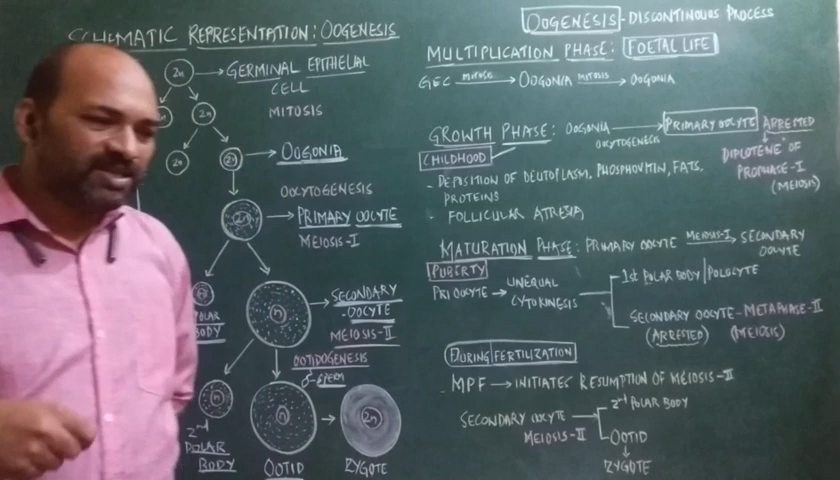 SCHEMATIC REPRESENTATION: OOGENESIS
2n → GERMINAL EPITHELIAL
CELL
MITOSIS
2n
2n
2n → OOGONIA
OOCYTOGENESIS
2n → PRIMARY OOCYTE
MEIOSIS-I
n
POLAR
BODY
n → SECONDARY
-OOCYTE
MEIOSIS-II
OOTIDOGENESIS
♂-SPERM
n
2nd
POLAR
BODY
n
OOTID
→ 2n
ZYGOTE
OOGENESIS - DISCONTINOUS PROCESS
MULTIPLICATION PHASE: FOETAL LIFE
GEC MITOSIS → OOGONIA MITOSIS → OOGONIA
GROWTH PHASE: OOGONIA OOCYTOGENESIS → PRIMARY OOCYTE ARRESTED
DIPLOTENE OF
PROPHASE-I
(MEIOSIS)
CHILDHOOD
- DEPOSITION OF DEUTOPLASM, PHOSPHOVITIN, FATS,
PROTEINS
- FOLLICULAR ATRESIA
MATURATION PHASE: PRIMARY OOCYTE MEIOSIS-I → SECONDARY
OOCYTE
PUBERTY
PRI OOCYTE → UNEQUAL
CYTOKINESIS
1st POLAR BODY/POLOCYTE
SECONDARY OOCYTE-METAPHASE-II
(ARRESTED) (MEIOSIS)
DURING FERTILIZATION
MPF → INITIATES RESUMPTION OF MEIOSIS-II
SECONDARY OOCYTE
MEIOSIS-II
2nd POLAR BODY
OOTID
↓
ZYGOTE